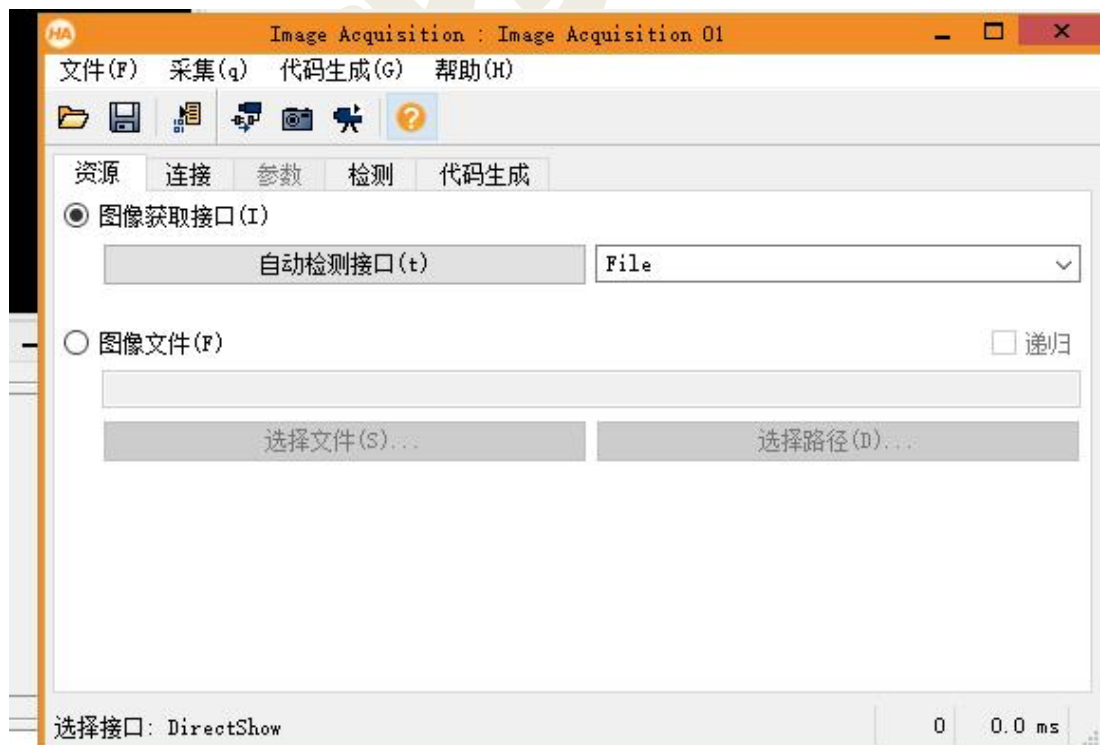 HA Image Acquisition : Image Acquisition 01
文件(F) 采集(q) 代码生成(G) 帮助(H)
资源 连接 参数 检测 代码生成
图像获取接口(I)
自动检测接口(t) File
图像文件(F) 递归
选择文件(S)... 选择路径(D)...
选择接口: DirectShow 0 0.0 ms